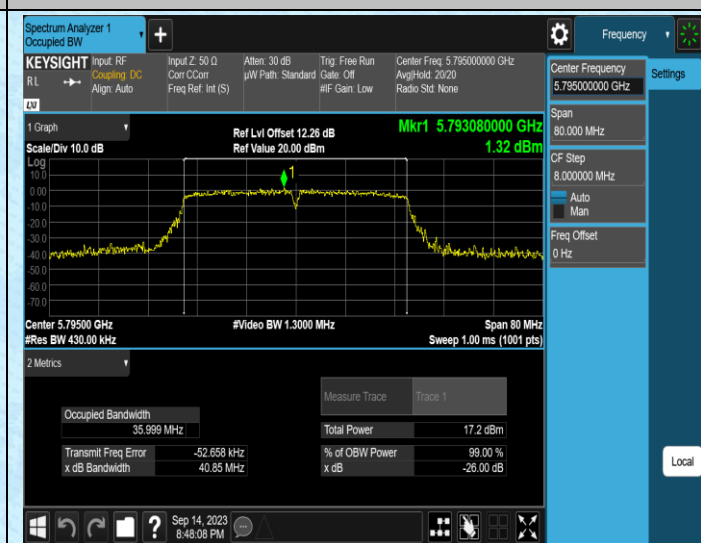 Spectrum Analyzer 1
Occupied BW
Frequency
KEYSIGHT
RL
LXI
Input: RF
Coupling: DC
Align: Auto
Input Z: 50 Ω
Corr CCorr
Freq Ref: Int (S)
Atten: 30 dB
µW Path: Standard
Trig: Free Run
Gate: Off
#IF Gain: Low
Center Freq: 5.795000000 GHz
Avg|Hold: 20/20
Radio Std: None
Center Frequency
5.795000000 GHz
Settings
Span
80.000 MHz
CF Step
8.000000 MHz
Auto
Man
Freq Offset
0 Hz
Local
1 Graph
Scale/Div 10.0 dB
Ref Lvl Offset 12.26 dB
Ref Value 20.00 dBm
Mkr1 5.793080000 GHz
1.32 dBm
Log
10.0
0.00
-10.0
-20.0
-30.0
-40.0
-50.0
-60.0
-70.0
1
Center 5.79500 GHz
#Res BW 430.00 kHz
#Video BW 1.3000 MHz
Span 80 MHz
Sweep 1.00 ms (1001 pts)
2 Metrics
Measure Trace
Trace 1
Occupied Bandwidth
35.999 MHz
Total Power
17.2 dBm
Transmit Freq Error
-52.658 kHz
% of OBW Power
99.00 %
x dB Bandwidth
40.85 MHz
x dB
-26.00 dB
?
Sep 14, 2023
8:48:08 PM